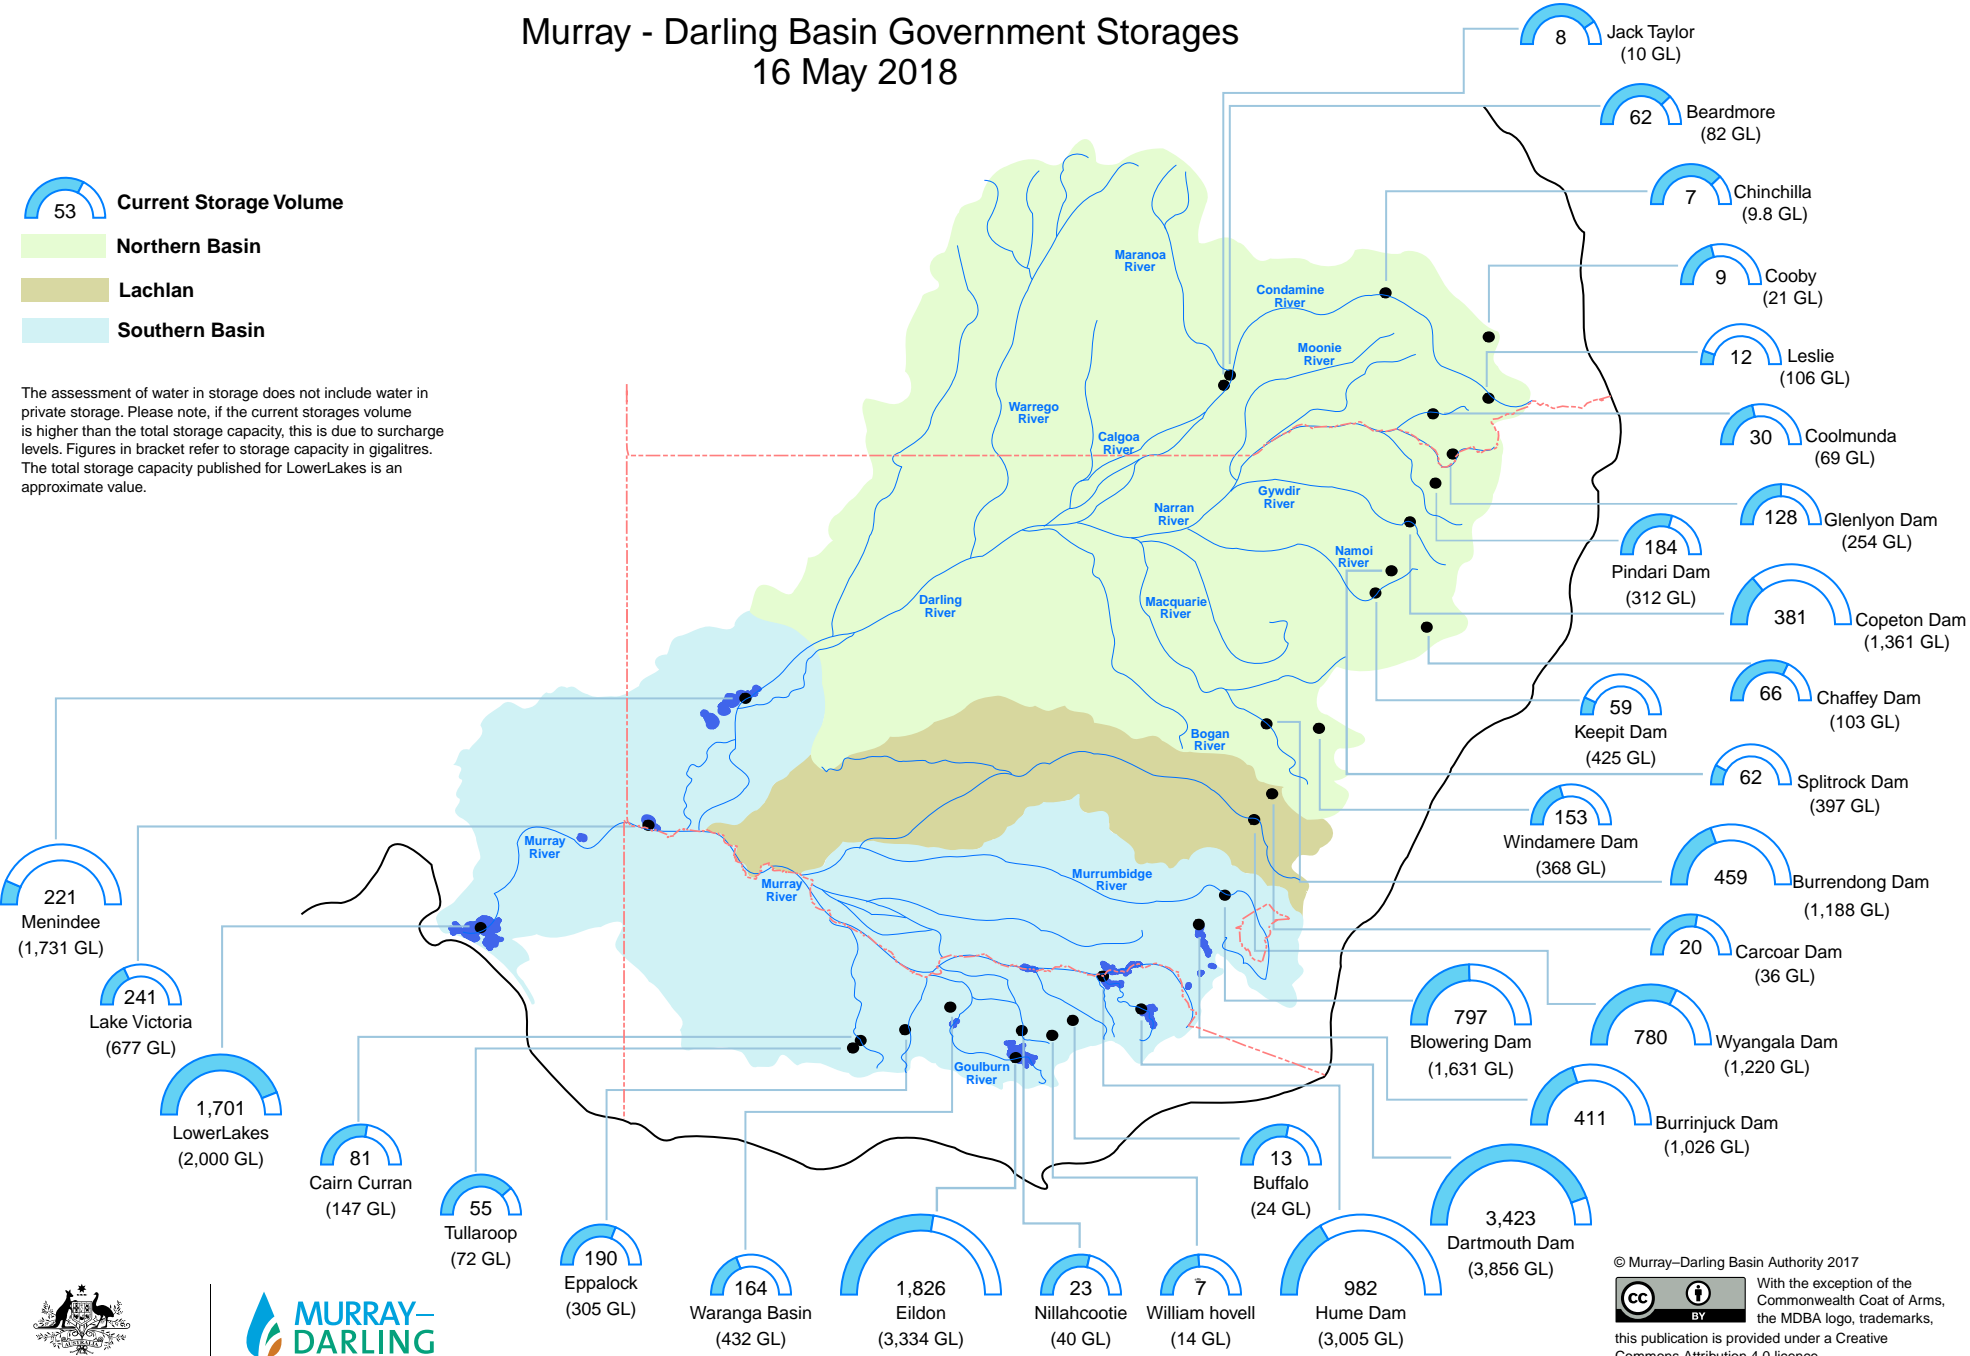 Murray - Darling Basin Government Storages
16 May 2018
53
Current Storage Volume
Northern Basin
Lachlan
Southern Basin
The assessment of water in storage does not include water in
private storage. Please note, if the current storages volume
is higher than the total storage capacity, this is due to surcharge
levels. Figures in bracket refer to storage capacity in gigalitres.
The total storage capacity published for LowerLakes is an
approximate value.
8
Jack Taylor
(10 GL)
62
Beardmore
(82 GL)
7
Chinchilla
(9.8 GL)
9
Cooby
(21 GL)
12
Leslie
(106 GL)
30
Coolmunda
(69 GL)
128
Glenlyon Dam
(254 GL)
184
Pindari Dam
(312 GL)
381
Copeton Dam
(1,361 GL)
66
Chaffey Dam
(103 GL)
59
Keepit Dam
(425 GL)
62
Splitrock Dam
(397 GL)
153
Windamere Dam
(368 GL)
459
Burrendong Dam
(1,188 GL)
20
Carcoar Dam
(36 GL)
797
Blowering Dam
(1,631 GL)
780
Wyangala Dam
(1,220 GL)
411
Burrinjuck Dam
(1,026 GL)
3,423
Dartmouth Dam
(3,856 GL)
13
Buffalo
(24 GL)
982
Hume Dam
(3,005 GL)
7
William hovell
(14 GL)
23
Nillahcootie
(40 GL)
1,826
Eildon
(3,334 GL)
164
Waranga Basin
(432 GL)
190
Eppalock
(305 GL)
55
Tullaroop
(72 GL)
81
Cairn Curran
(147 GL)
1,701
LowerLakes
(2,000 GL)
241
Lake Victoria
(677 GL)
221
Menindee
(1,731 GL)
Maranoa
River
Condamine
River
Moonie
River
Warrego
River
Calgoa
River
Gywdir
River
Narran
River
Namoi
River
Darling
River
Macquarie
River
Bogan
River
Murray
River
Murray
River
Murrumbidge
River
Goulburn
River
AUSTRALIA
MURRAY–
DARLING
© Murray–Darling Basin Authority 2017
CC
BY
With the exception of the
Commonwealth Coat of Arms,
the MDBA logo, trademarks,
this publication is provided under a Creative
Commons Attribution 4.0 licence